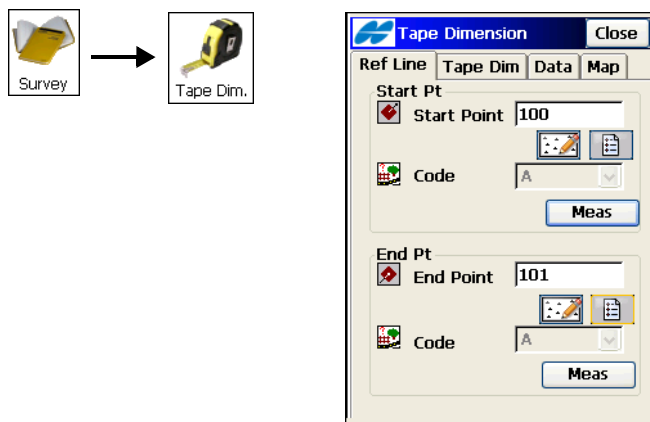 Survey
Tape Dim.
Tape Dimension Close
Ref Line Tape Dim Data Map
Start Pt
Start Point 100
Code A
Meas
End Pt
End Point 101
Code A
Meas